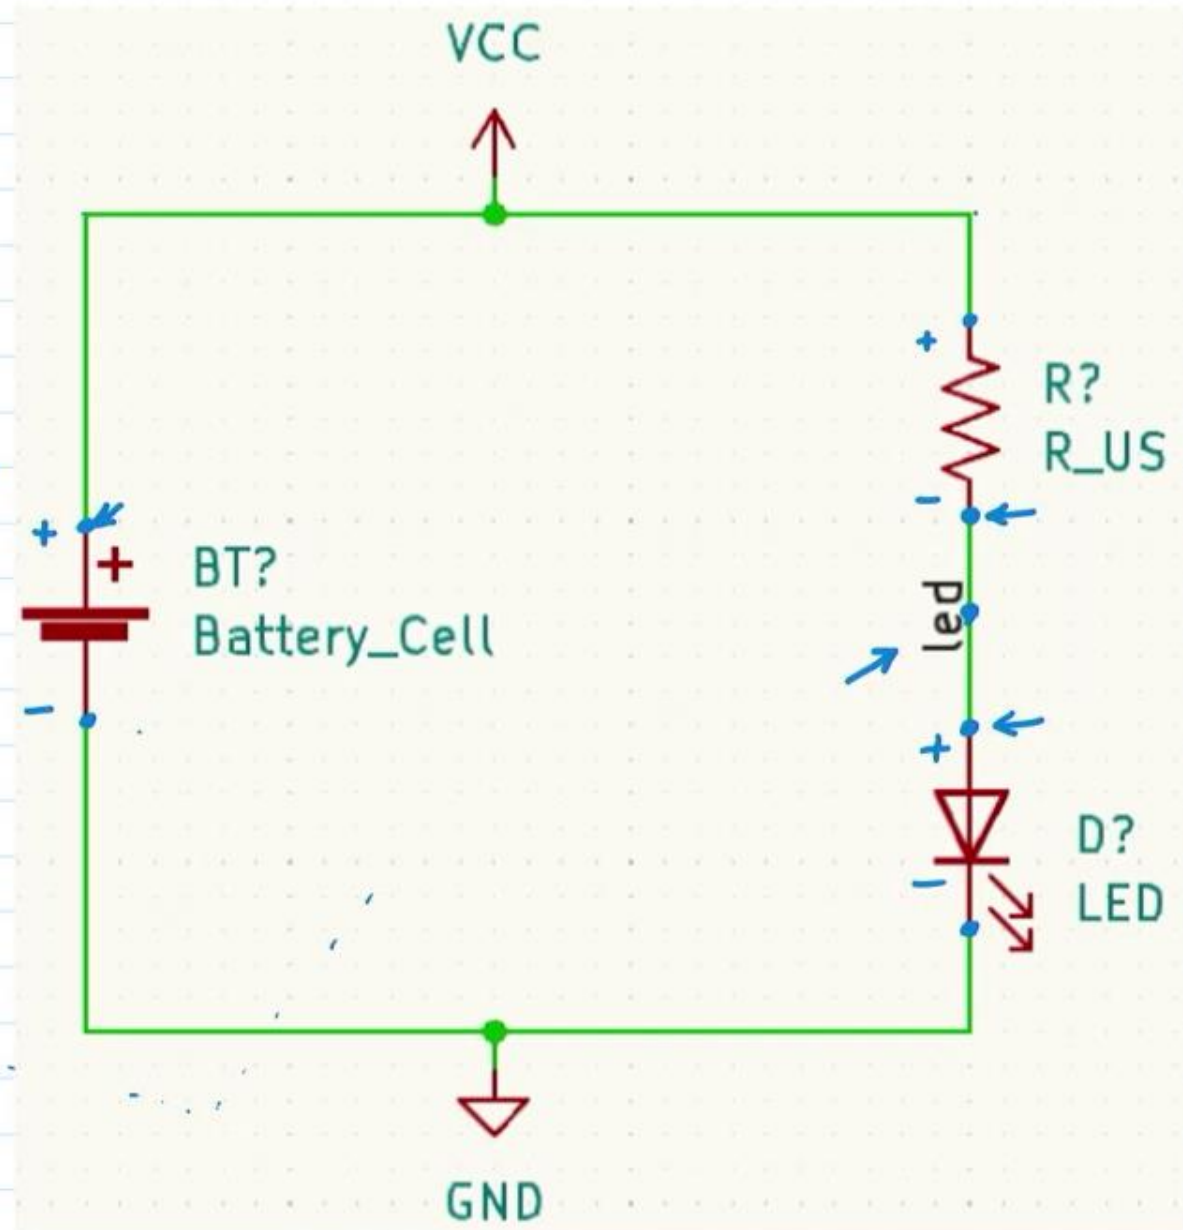 VCC
+
R?
R_US
-
+
+
BT?
Battery_Cell
led
-
+
D?
LED
-
GND